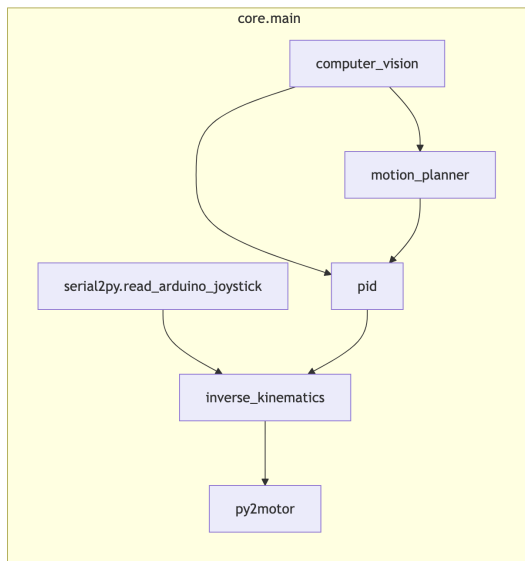 core.main
computer_vision
motion_planner
serial2py.read_arduino_joystick
pid
inverse_kinematics
py2motor